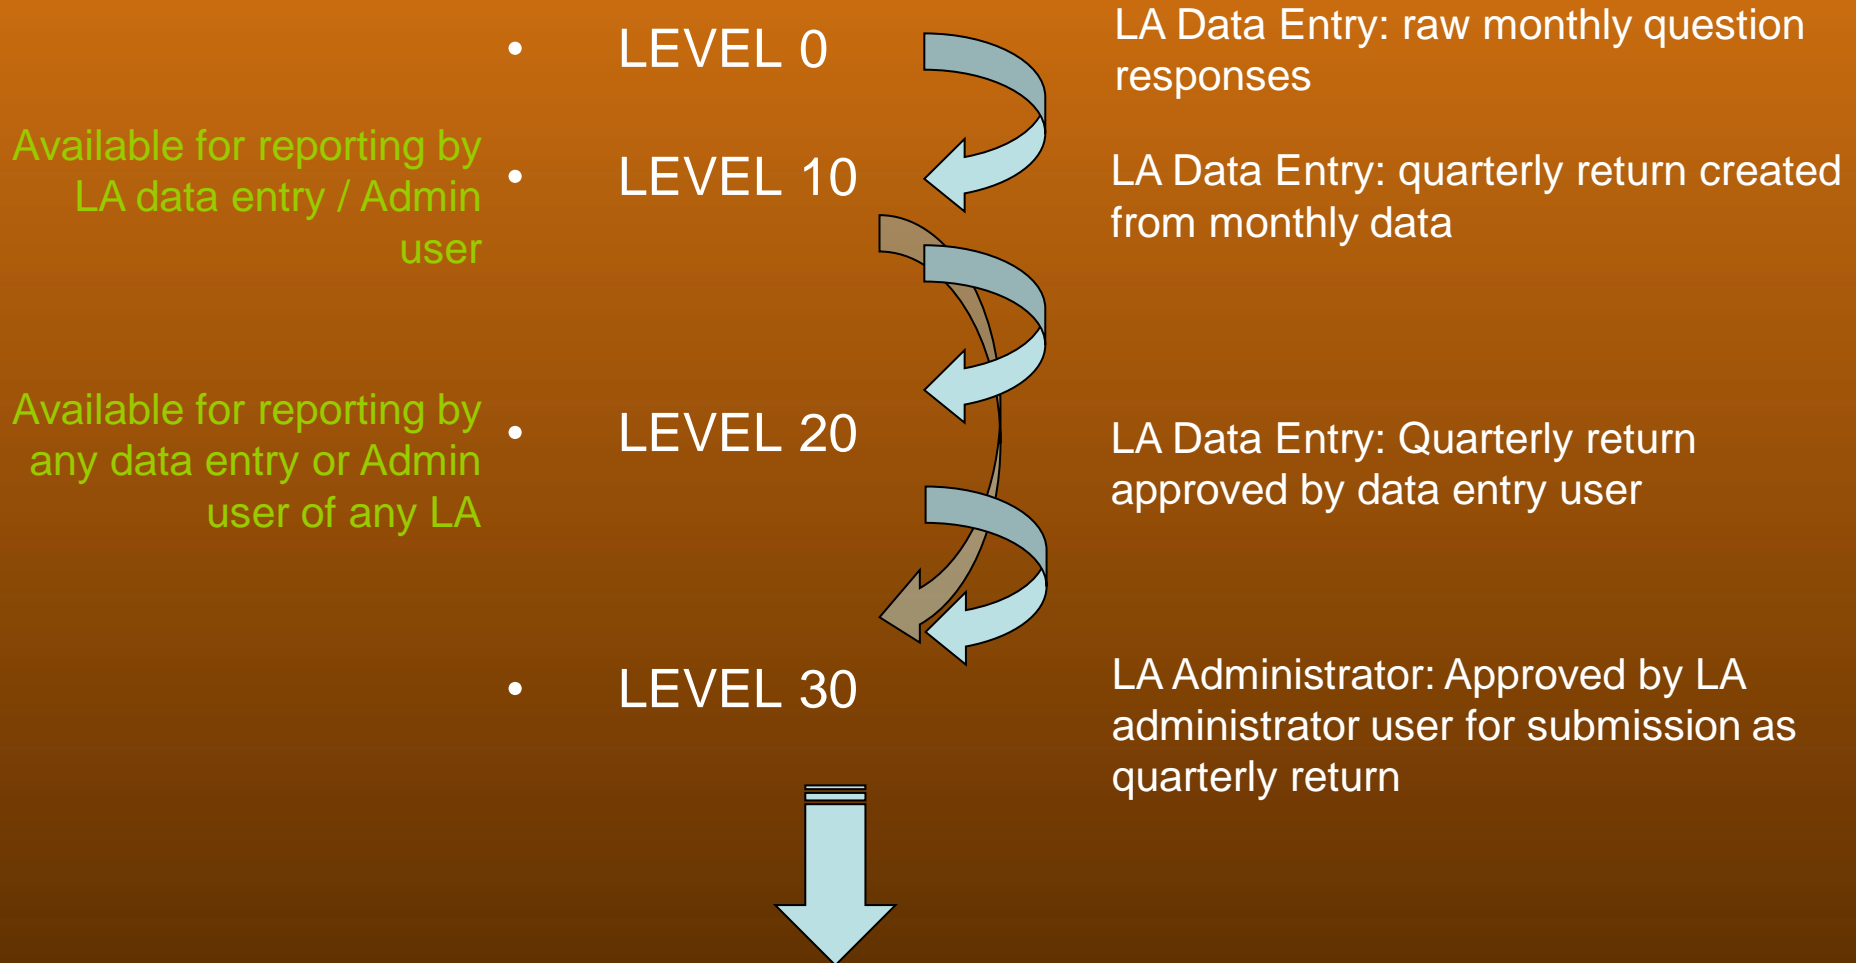 • LEVEL 0
LA Data Entry: raw monthly question
responses
Available for reporting by
LA data entry / Admin
user
• LEVEL 10
LA Data Entry: quarterly return created
from monthly data
Available for reporting by
any data entry or Admin
user of any LA
• LEVEL 20
LA Data Entry: Quarterly return
approved by data entry user
• LEVEL 30
LA Administrator: Approved by LA
administrator user for submission as
quarterly return